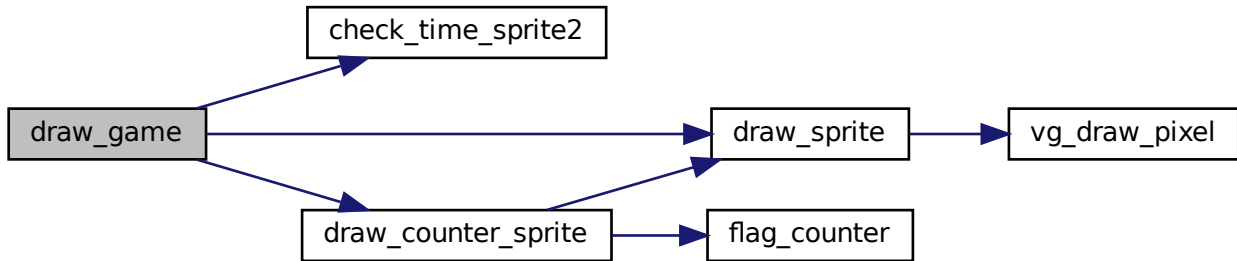 check_time_sprite2
draw_game
draw_sprite
vg_draw_pixel
draw_counter_sprite
flag_counter